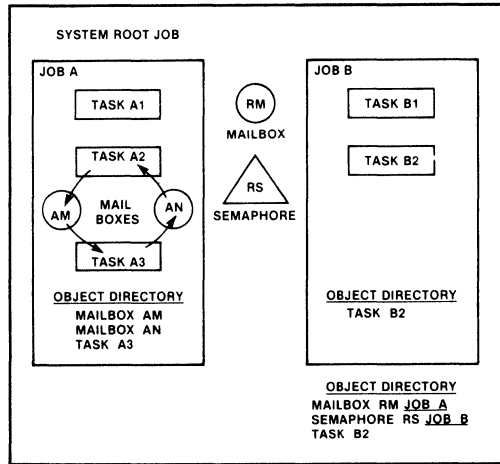 SYSTEM ROOT JOB
JOB A
TASK A1
TASK A2
AM
MAIL
BOXES
AN
TASK A3
OBJECT DIRECTORY
MAILBOX AM
MAILBOX AN
TASK A3
RM
MAILBOX
RS
SEMAPHORE
JOB B
TASK B1
TASK B2
OBJECT DIRECTORY
TASK B2
OBJECT DIRECTORY
MAILBOX RM JOB A
SEMAPHORE RS JOB B
TASK B2